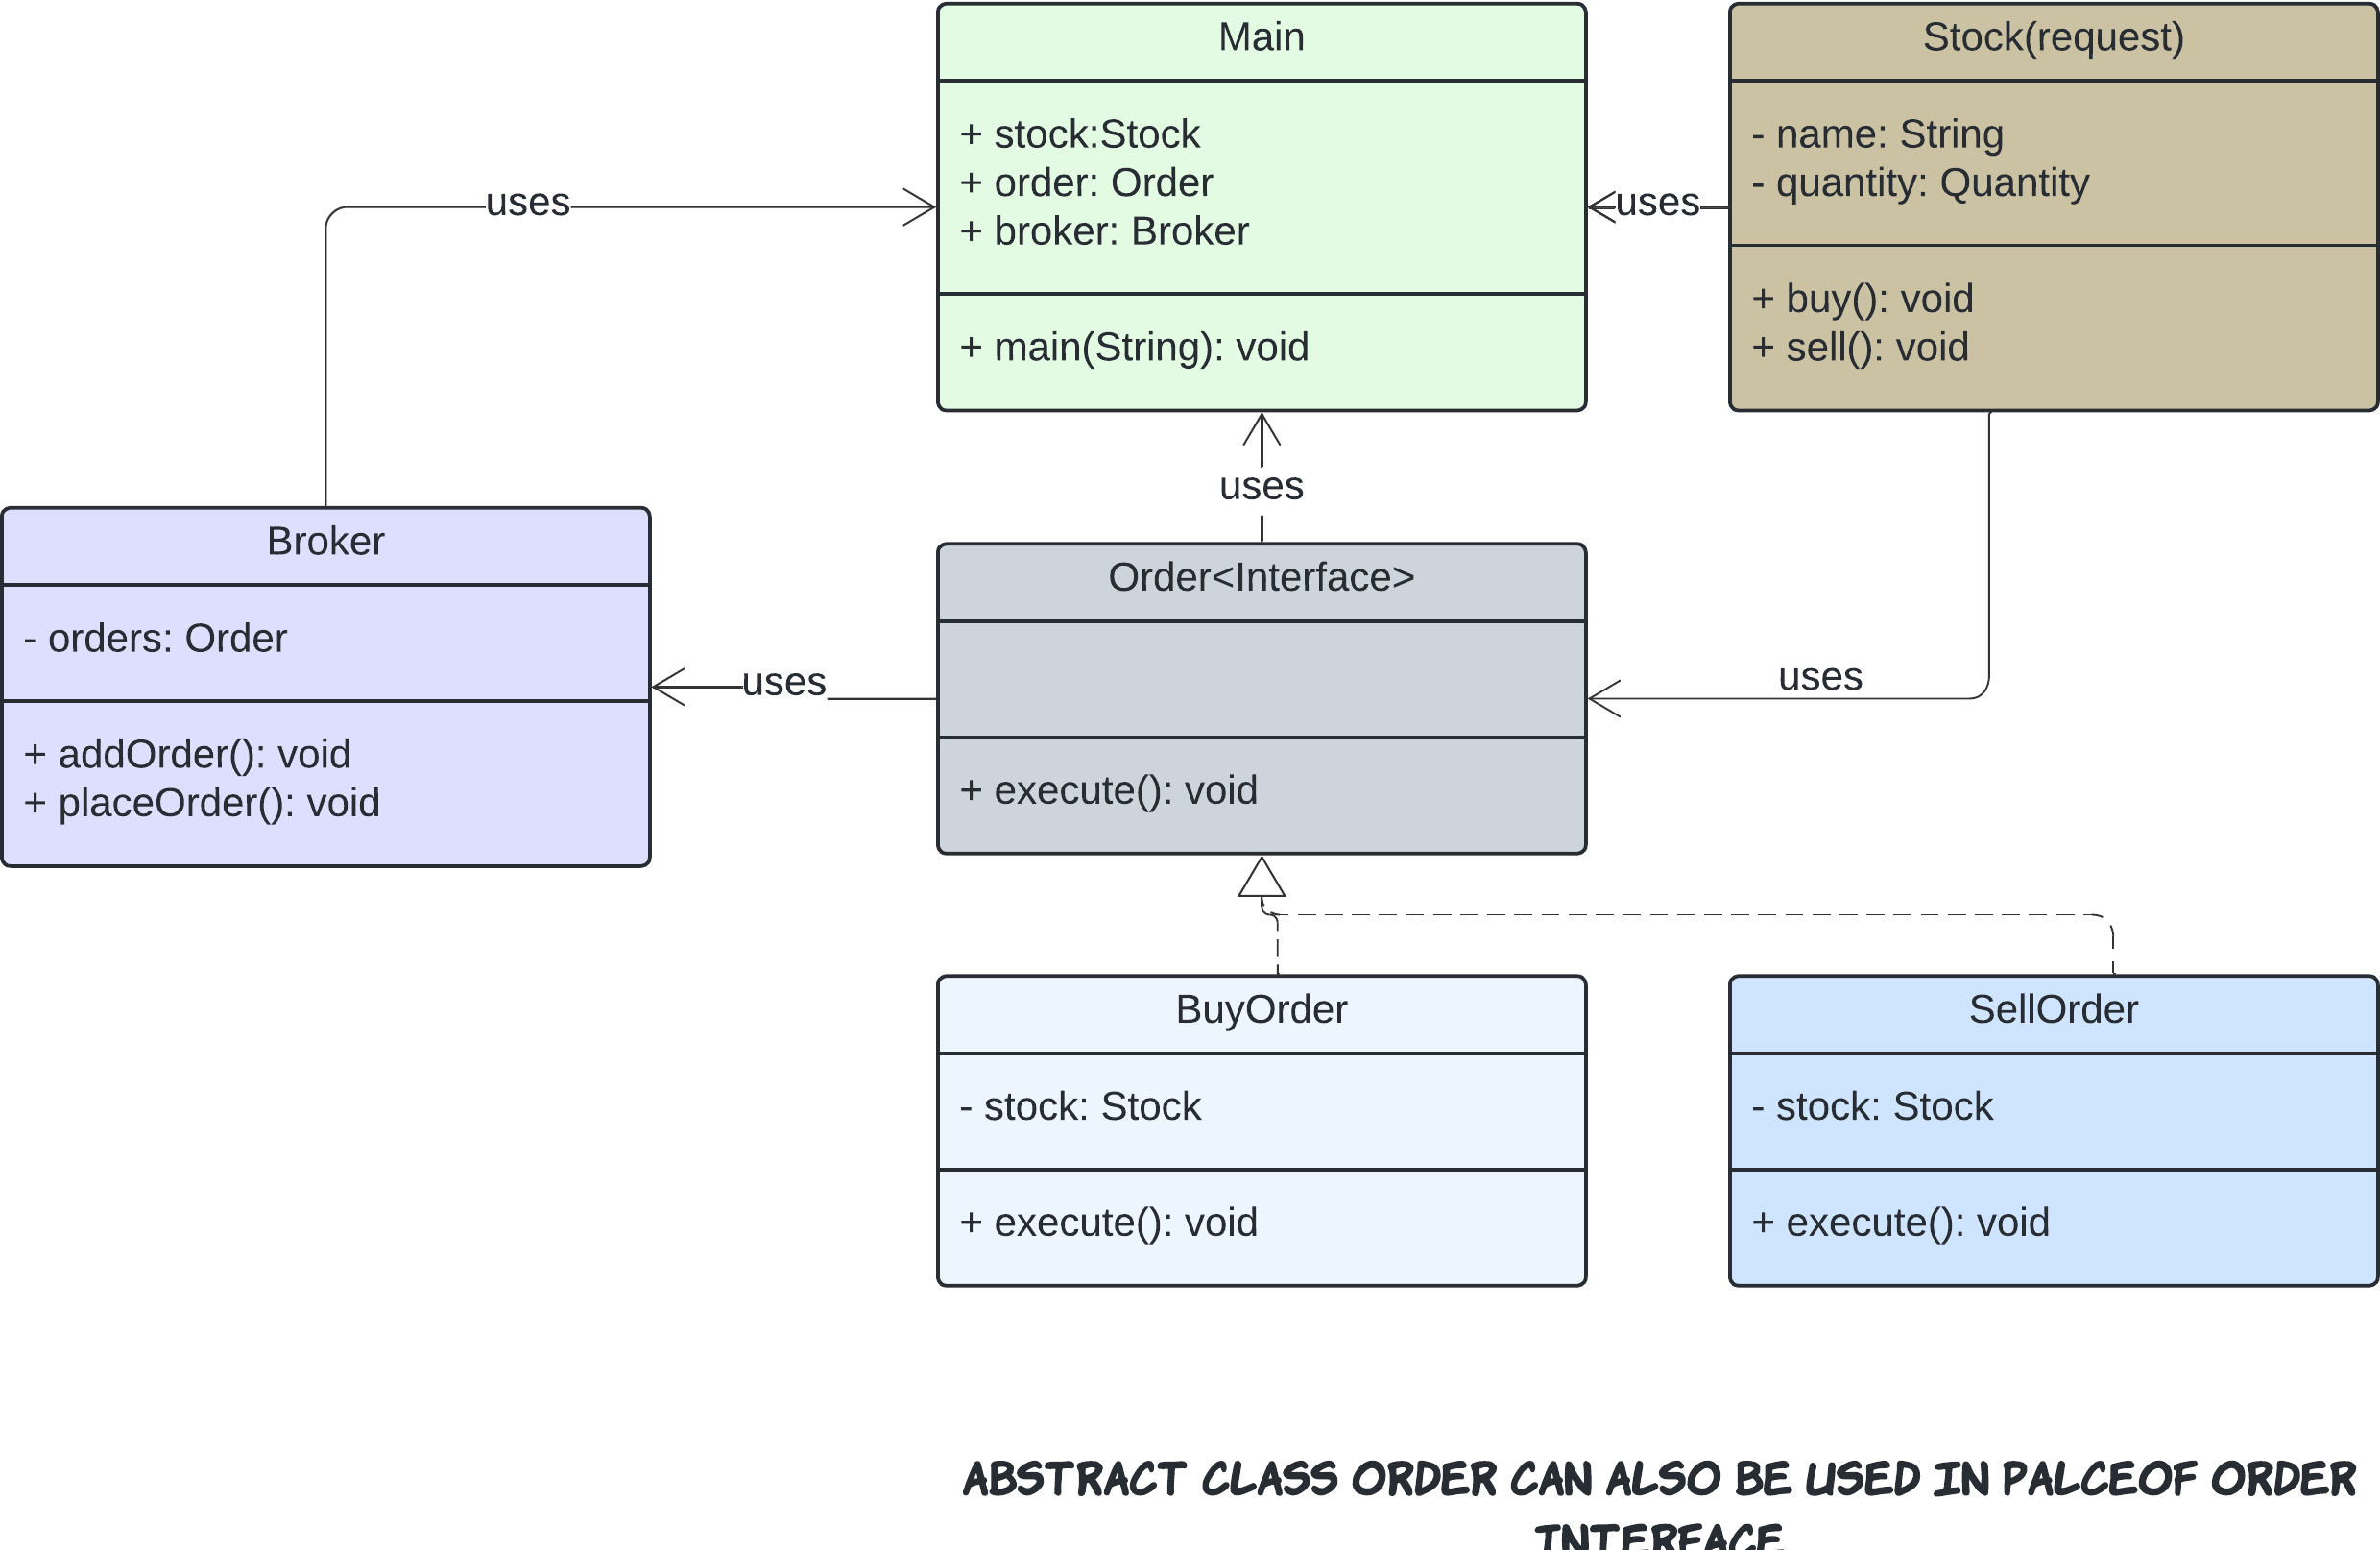 Main
+ stock:Stock
+ order: Order
+ broker: Broker
+ main(String): void
Stock(request)
- name: String
- quantity: Quantity
+ buy(): void
+ sell(): void
uses
uses
uses
Broker
- orders: Order
+ addOrder(): void
+ placeOrder(): void
uses
Order<Interface>
+ execute(): void
uses
BuyOrder
- stock: Stock
+ execute(): void
SellOrder
- stock: Stock
+ execute(): void
ABSTRACT CLASS ORDER CAN ALSO BE USED IN PALCEOF ORDER
INTERFACE